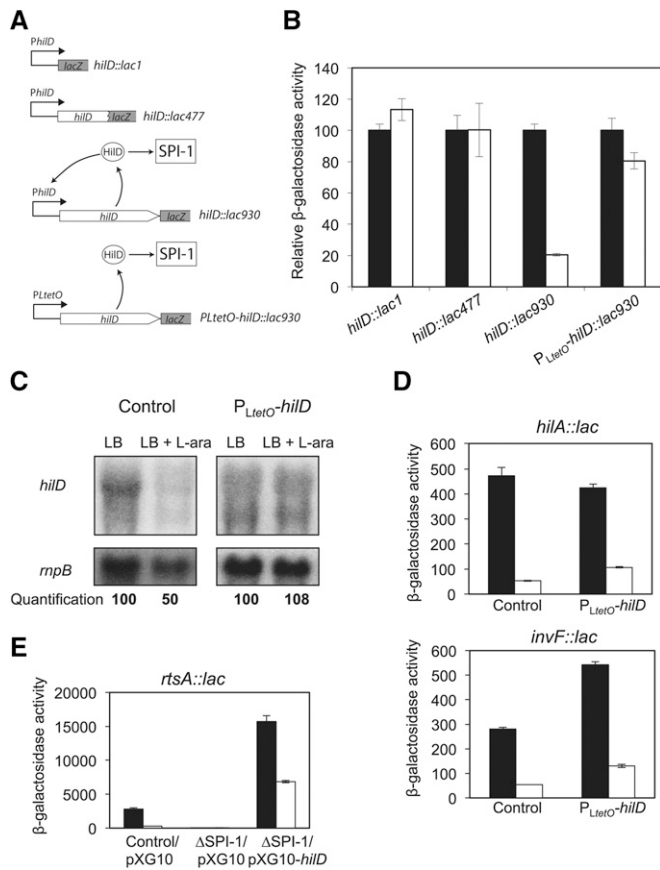 A
PhilD
lacZ hilD::lac1
PhilD
hilD lacZ hilD::lac477
HilD SPI-1
PhilD
hilD lacZ hilD::lac930
HilD SPI-1
PLtetO
hilD lacZ PLtetO-hilD::lac930
B
Relative β-galactosidase activity
140
120
100
80
60
40
20
0
hilD::lac1
hilD::lac477
hilD::lac930
PLtetO-hilD::lac930
C
Control PLtetO-hilD
LB LB + L-ara LB LB + L-ara
hilD
rnpB
Quantification 100 50 100 108
D
hilA::lac
β-galactosidase activity
600
500
400
300
200
100
0
Control PLtetO-hilD
invF::lac
β-galactosidase activity
600
500
400
300
200
100
0
Control PLtetO-hilD
E
rtsA::lac
β-galactosidase activity
20000
15000
10000
5000
0
Control/ ΔSPI-1/ ΔSPI-1/
pXG10 pXG10 pXG10-hilD